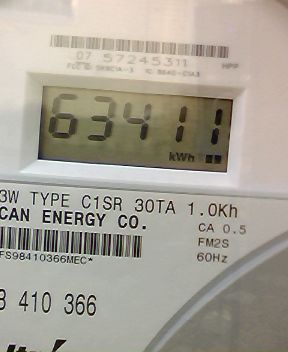 07 57245311
HPP
63411
kWh
3W TYPE C1SR 30TA 1.0Kh
CAN ENERGY CO.
CA 0.5
FM2S
60Hz
FS98410366MEC*
410 366